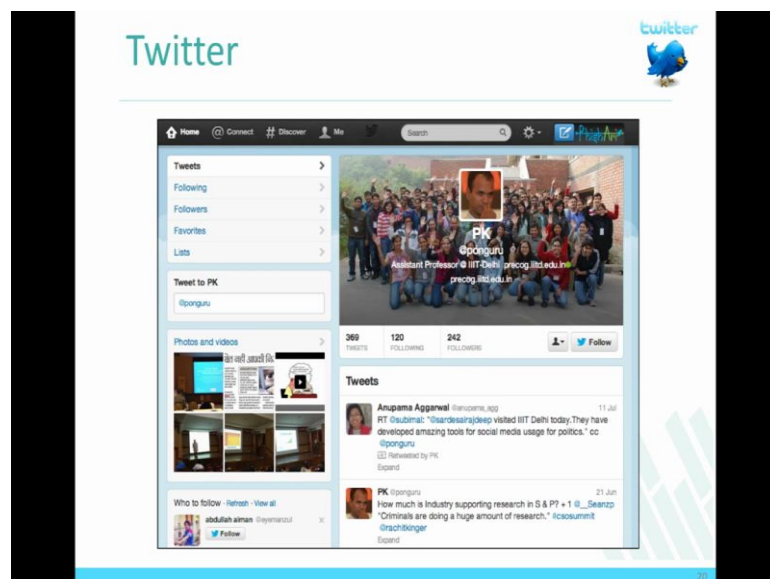 Twitter
twitter
Home @ Connect # Discover Me
Search
Tweets
Following
Followers
Favorites
Lists
Tweet to PK
@ponguru
Photos and videos
Who to follow · Refresh · View all
abdullah aiman @eyemanzul x
Follow
PK
@ponguru
Assistant Professor @ IIIT-Delhi precog.iiitd.edu.in
precog.iiitd.edu.in
369 120 242
TWEETS FOLLOWING FOLLOWERS
Follow
Tweets
Anupama Aggarwal @anupama_agg 11 Jul
RT @subimal: "@sardesairajdeep visited IIIT Delhi today.They have
developed amazing tools for social media usage for politics." cc
@ponguru
Retweeted by PK
Expand
PK @ponguru 21 Jun
How much is Industry supporting research in S & P? + 1 @__Seanzp
"Criminals are doing a huge amount of research." #csosummit
@rachitkinger
Expand
20